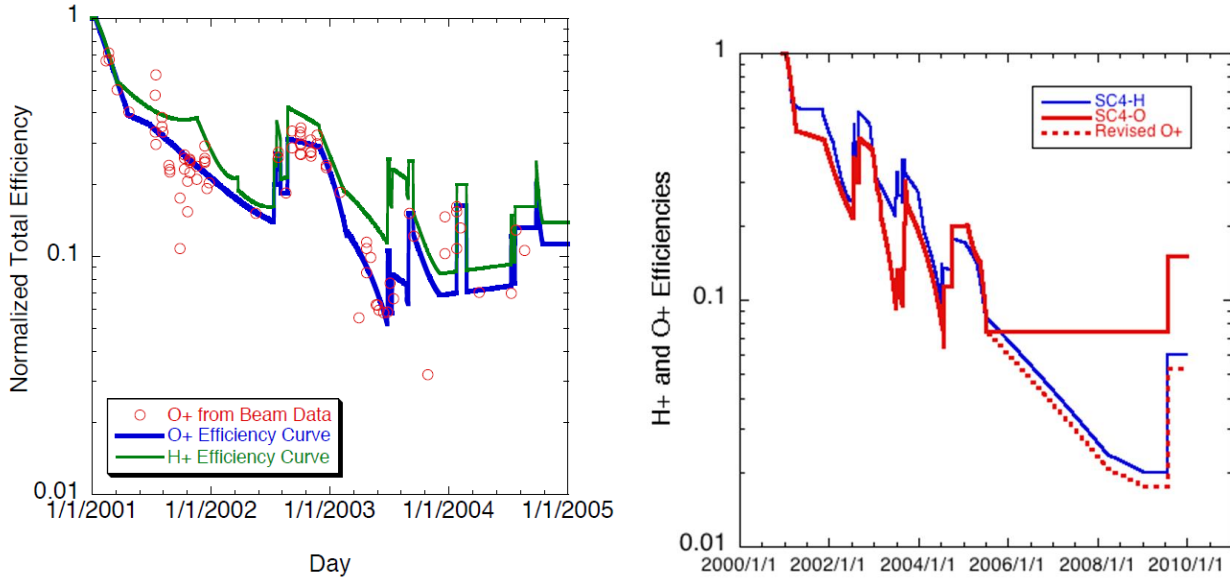 1
0.1
0.01
Normalized Total Efficiency
O+ from Beam Data
O+ Efficiency Curve
H+ Efficiency Curve
1/1/2001 1/1/2002 1/1/2003 1/1/2004 1/1/2005
Day
1
0.1
0.01
H+ and O+ Efficiencies
SC4-H
SC4-O
Revised O+
2000/1/1 2002/1/1 2004/1/1 2006/1/1 2008/1/1 2010/1/1